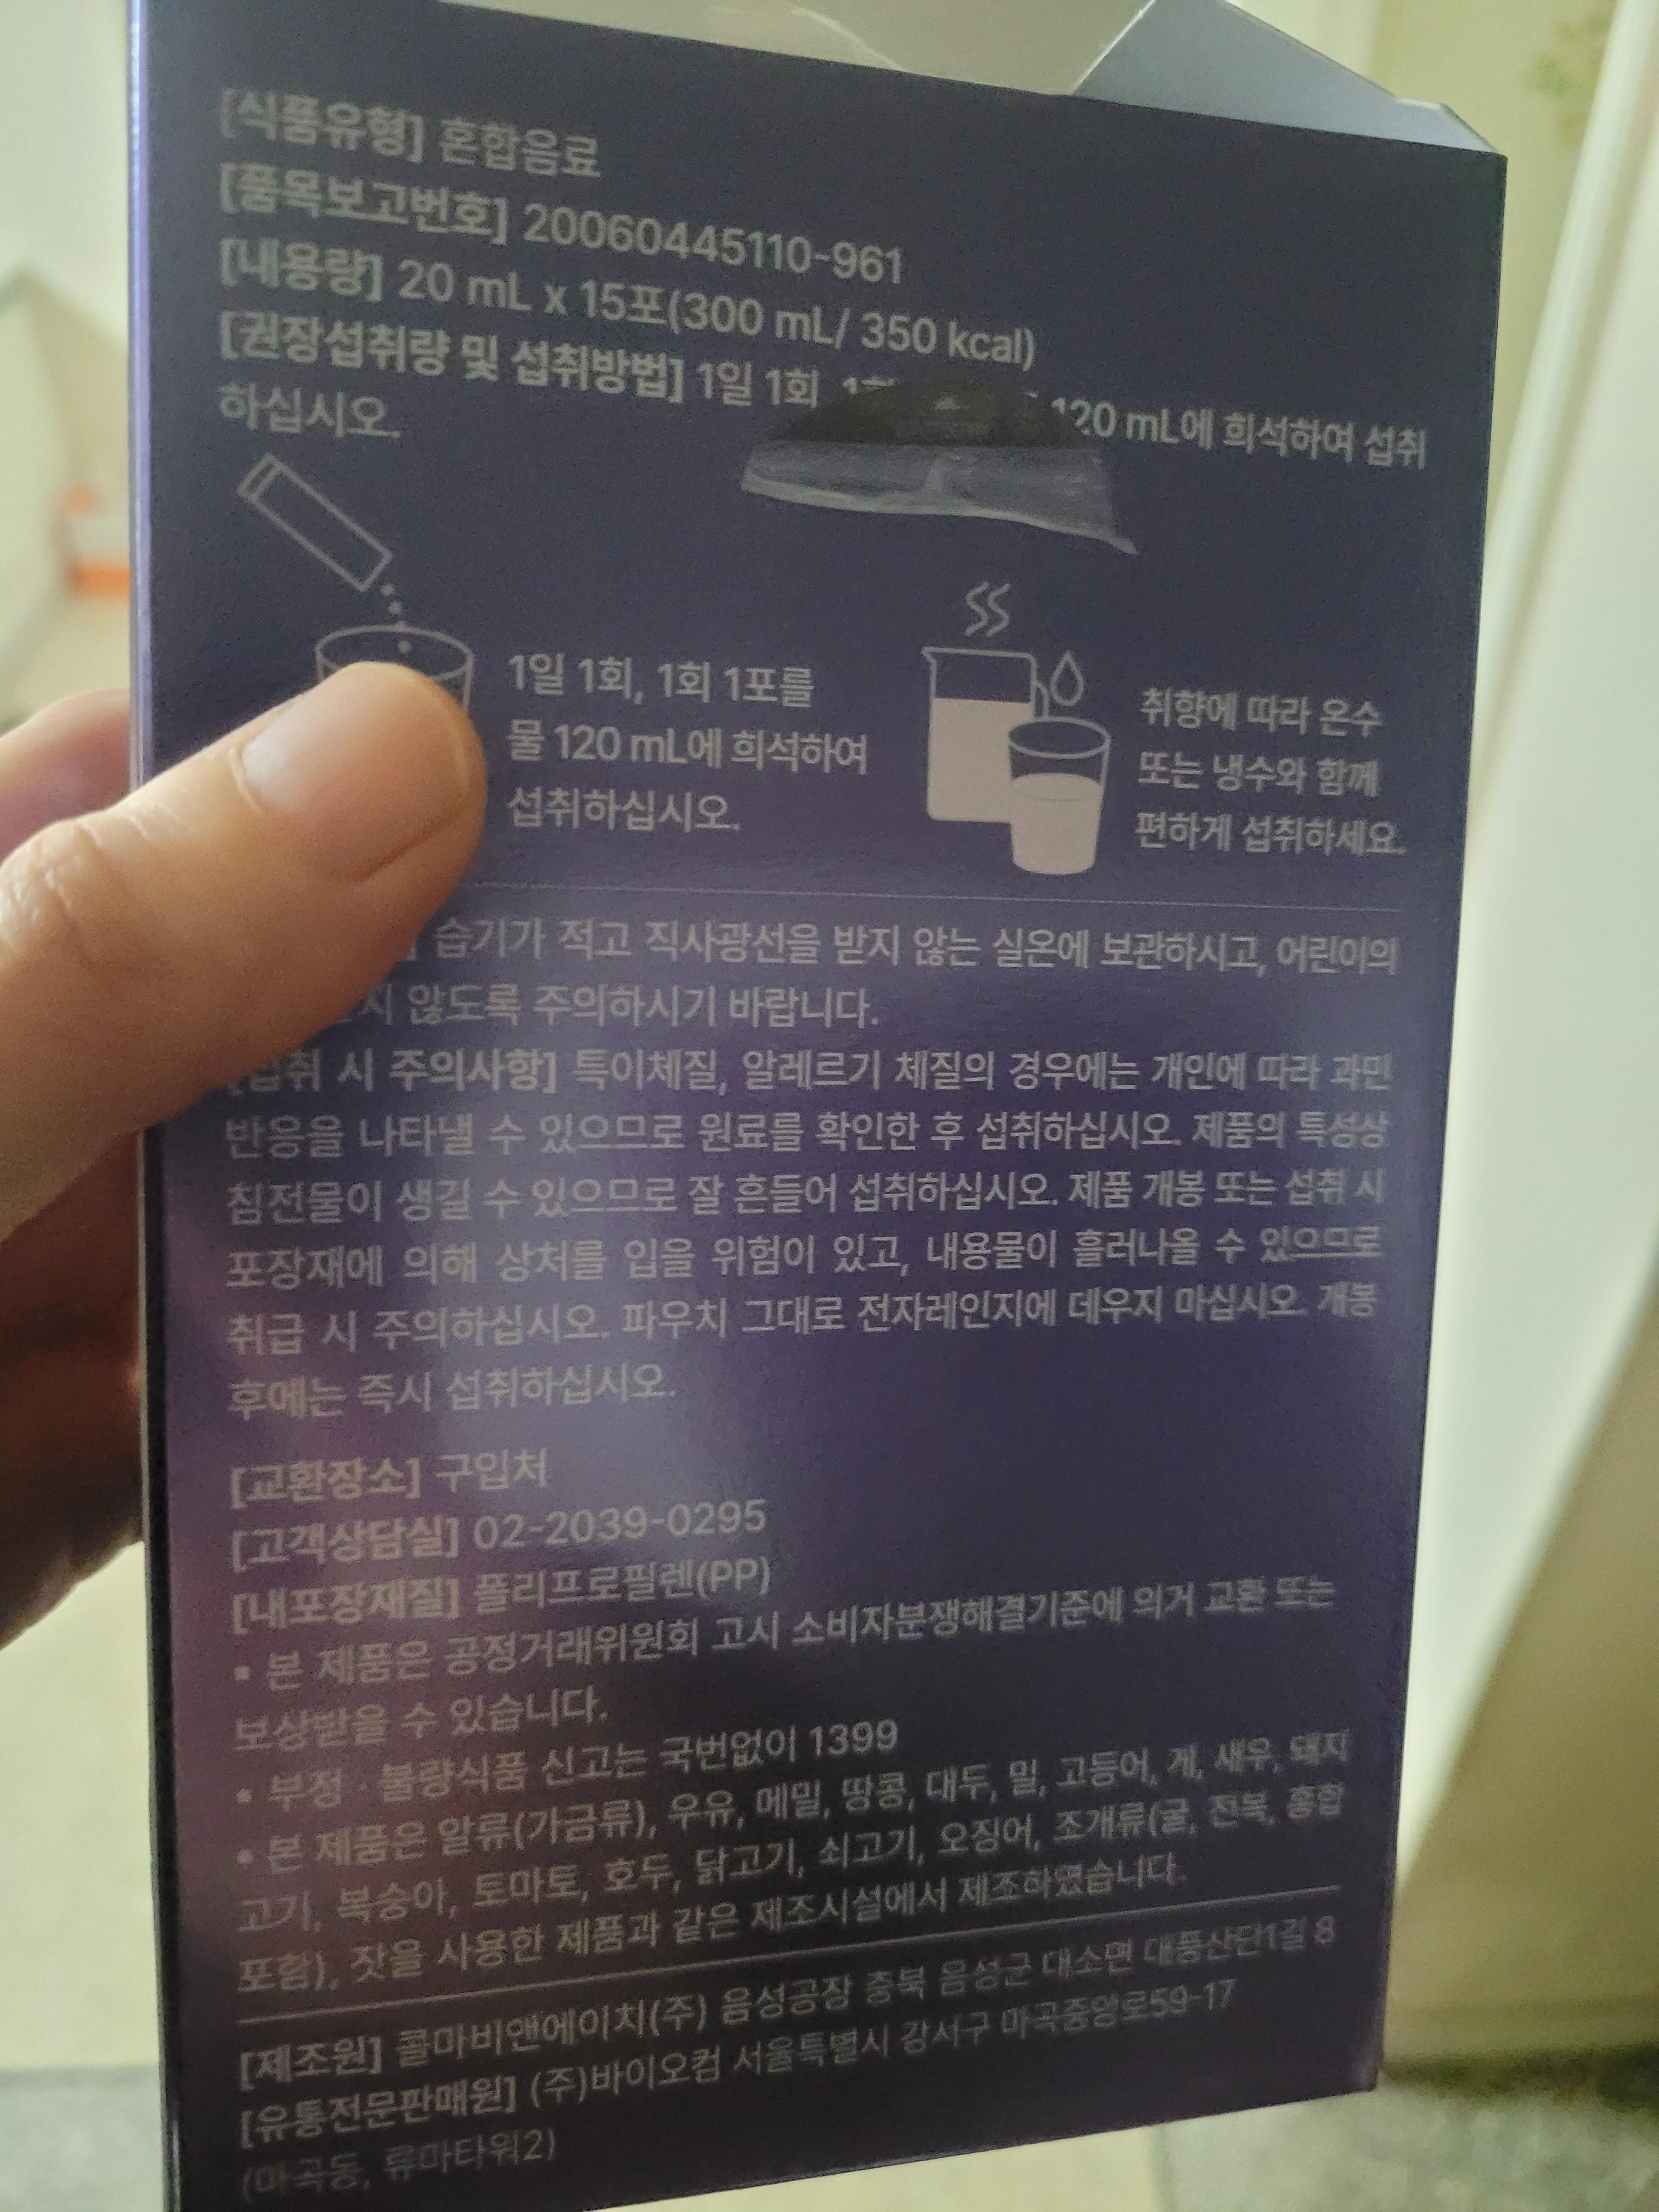 [식품유형] 혼합음료
[품목보고번호] 20060445110-961
[내용량] 20 mL x 15포(300 mL/ 350 kcal)
[권장섭취량 및 섭취방법] 1일 1회, 120 mL에 희석하여 섭취
하십시오.
1일 1회, 1회 1포를
물 120 mL에 희석하여
섭취하십시오.
취향에 따라 온수
또는 냉수와 함께
편하게 섭취하세요.
습기가 적고 직사광선을 받지 않는 실온에 보관하시고, 어린이의
않도록 주의하시기 바랍니다.
시 주의사항] 특이체질, 알레르기 체질의 경우에는 개인에 따라 과민
반응을 나타낼 수 있으므로 원료를 확인한 후 섭취하십시오. 제품의 특성상
침전물이 생길 수 있으므로 잘 흔들어 섭취하십시오. 제품 개봉 또는 섭취 시
포장재에 의해 상처를 입을 위험이 있고, 내용물이 흘러나올 수 있으므로
취급 시 주의하십시오. 파우치 그대로 전자레인지에 데우지 마십시오. 개봉
후에는 즉시 섭취하십시오.
[교환장소] 구입처
[고객상담실] 02-2039-0295
[내포장재질] 폴리프로필렌(PP)
▪ 본 제품은 공정거래위원회 고시 소비자분쟁해결기준에 의거 교환 또는
보상받을 수 있습니다.
▪ 부정 · 불량식품 신고는 국번없이 1399
▪ 본 제품은 알류(가금류), 우유, 메밀, 땅콩, 대두, 밀, 고등어, 게, 새우, 돼지
고기, 복숭아, 토마토, 호두, 닭고기, 쇠고기, 오징어, 조개류(굴, 전복, 홍합
포함), 잣을 사용한 제품과 같은 제조시설에서 제조하였습니다.
[제조원] 콜마비앤에이치(주) 음성공장 충북 음성군 대소면 대풍산단1길 8
[유통전문판매원] (주)바이오컴 서울특별시 강서구 마곡중앙로59-17
(마곡동, 류마타워2)